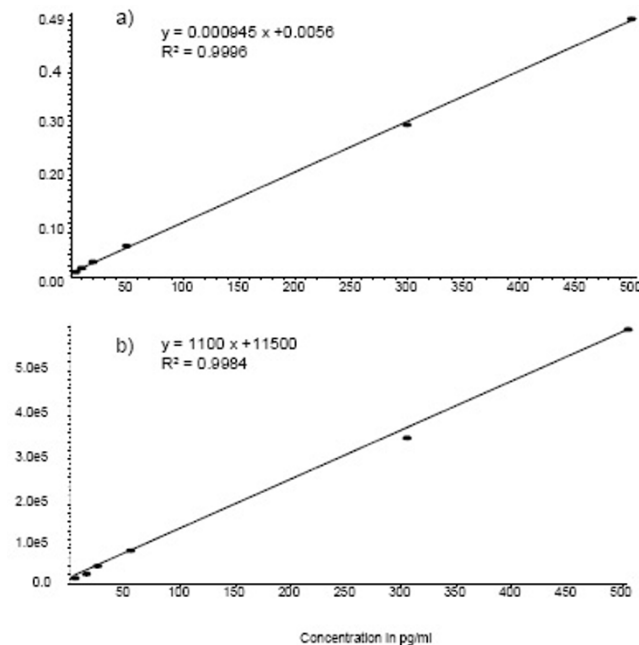 a)
y = 0.000945 x +0.0056
R² = 0.9996
0.49
0.4
0.30
0.20
0.10
0.00
50 100 150 200 250 300 350 400 450 500
b)
y = 1100 x +11500
R² = 0.9984
5.0e5
4.0e5
3.0e5
2.0e5
1.0e5
0.0
50 100 150 200 250 300 350 400 450 500
Concentration in pg/ml